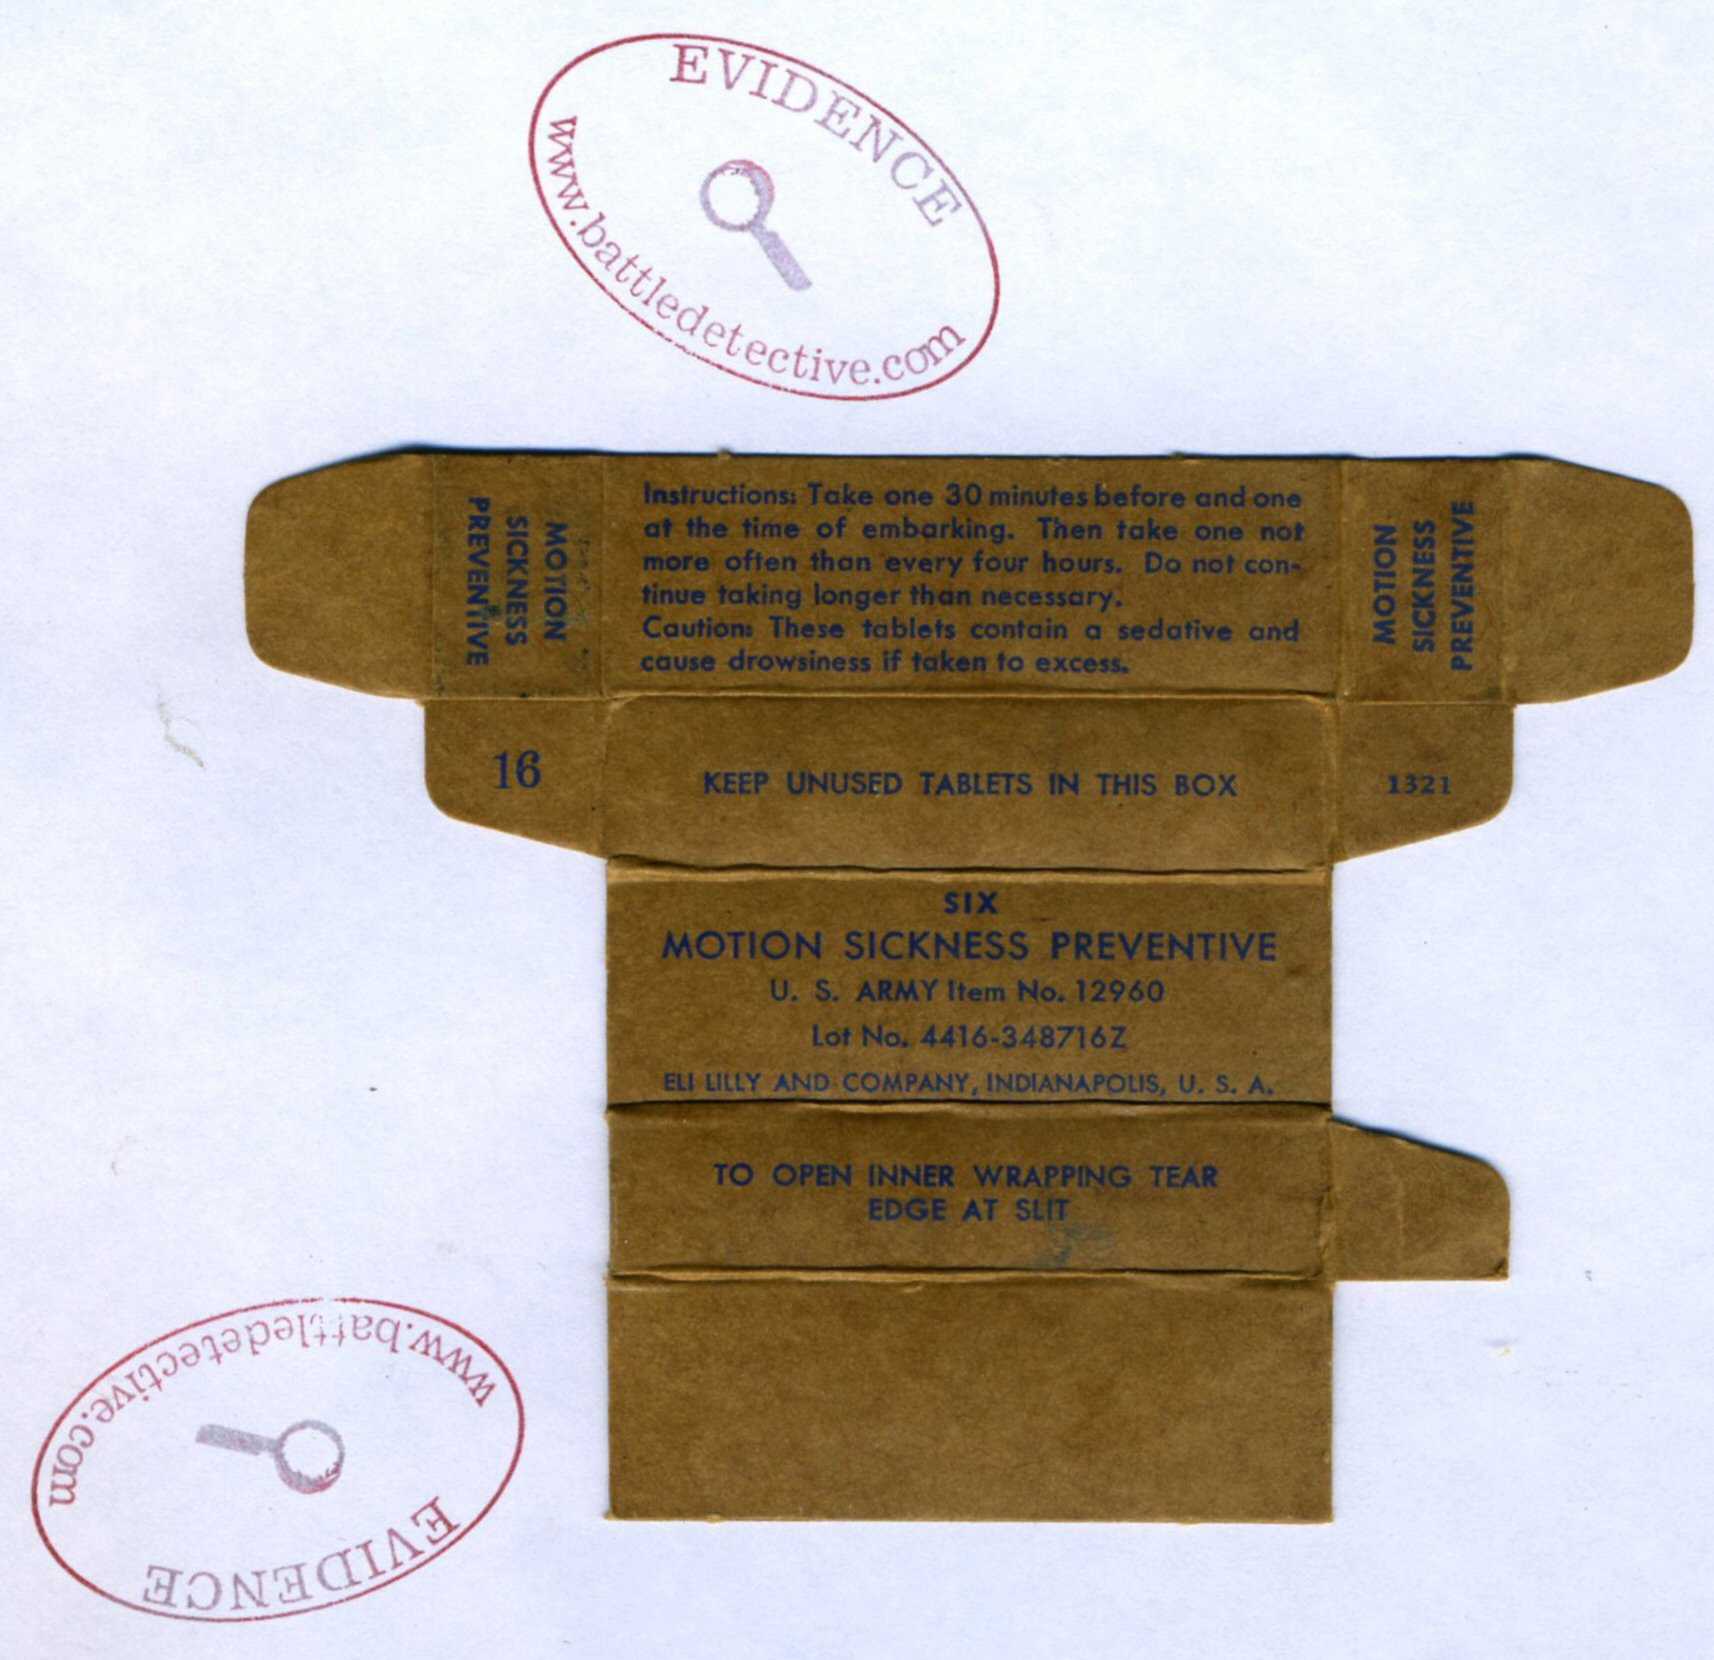 EVIDENCE
www.battledetective.com
MOTION
SICKNESS
PREVENTIVE
Instructions: Take one 30 minutes before and one
at the time of embarking. Then take one not
more often than every four hours. Do not con-
tinue taking longer than necessary.
Caution: These tablets contain a sedative and
cause drowsiness if taken to excess.
MOTION
SICKNESS
PREVENTIVE
16
KEEP UNUSED TABLETS IN THIS BOX
1321
SIX
MOTION SICKNESS PREVENTIVE
U. S. ARMY Item No. 12960
Lot No. 4416-348716Z
ELI LILLY AND COMPANY, INDIANAPOLIS, U. S. A.
TO OPEN INNER WRAPPING TEAR
EDGE AT SLIT
www.battledetective.com
EVIDENCE